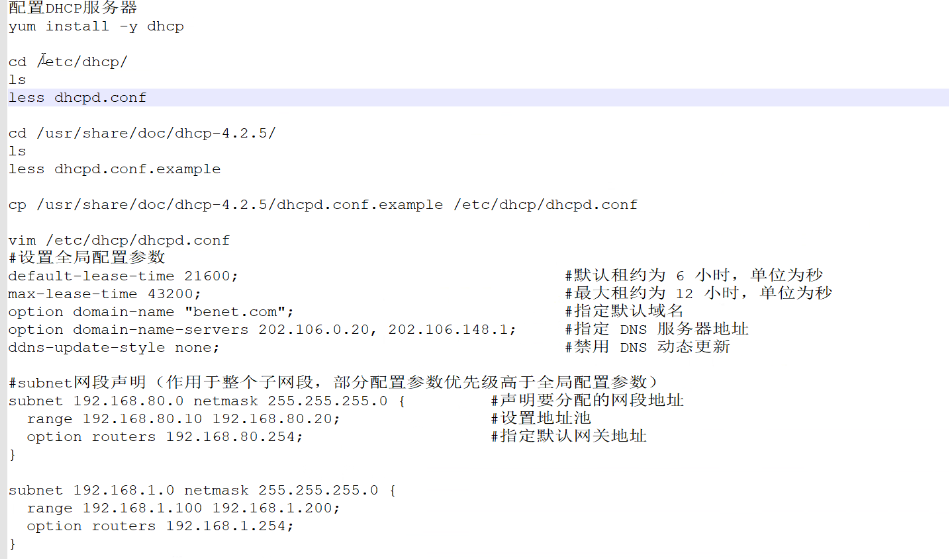 配置DHCP服务器
yum install -y dhcp
cd /etc/dhcp/
ls
less dhcpd.conf
cd /usr/share/doc/dhcp-4.2.5/
ls
less dhcpd.conf.example
cp /usr/share/doc/dhcp-4.2.5/dhcpd.conf.example /etc/dhcp/dhcpd.conf
vim /etc/dhcp/dhcpd.conf
#设置全局配置参数
default-lease-time 21600; #默认租约为 6 小时，单位为秒
max-lease-time 43200; #最大租约为 12 小时，单位为秒
option domain-name "benet.com"; #指定默认域名
option domain-name-servers 202.106.0.20, 202.106.148.1; #指定 DNS 服务器地址
ddns-update-style none; #禁用 DNS 动态更新
#subnet网段声明（作用于整个子网段，部分配置参数优先级高于全局配置参数）
subnet 192.168.80.0 netmask 255.255.255.0 { #声明要分配的网段地址
range 192.168.80.10 192.168.80.20; #设置地址池
option routers 192.168.80.254; #指定默认网关地址
}
subnet 192.168.1.0 netmask 255.255.255.0 {
range 192.168.1.100 192.168.1.200;
option routers 192.168.1.254;
}